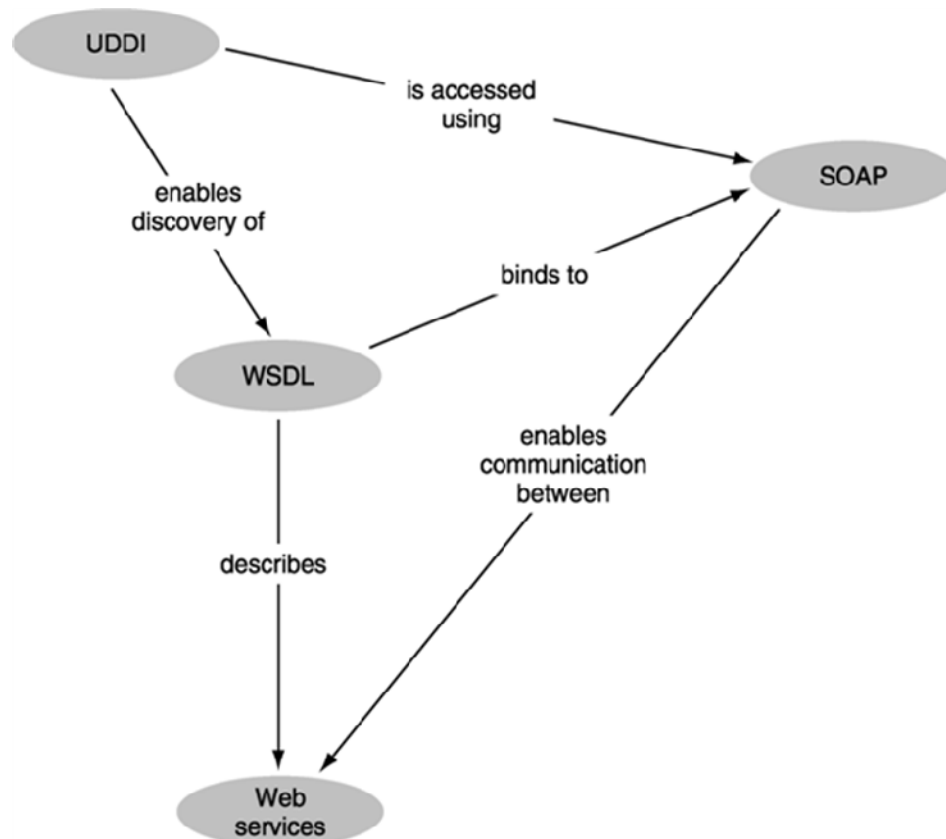 UDDI
is accessed
using
SOAP
enables
discovery of
binds to
WSDL
enables
communication
between
describes
Web
services